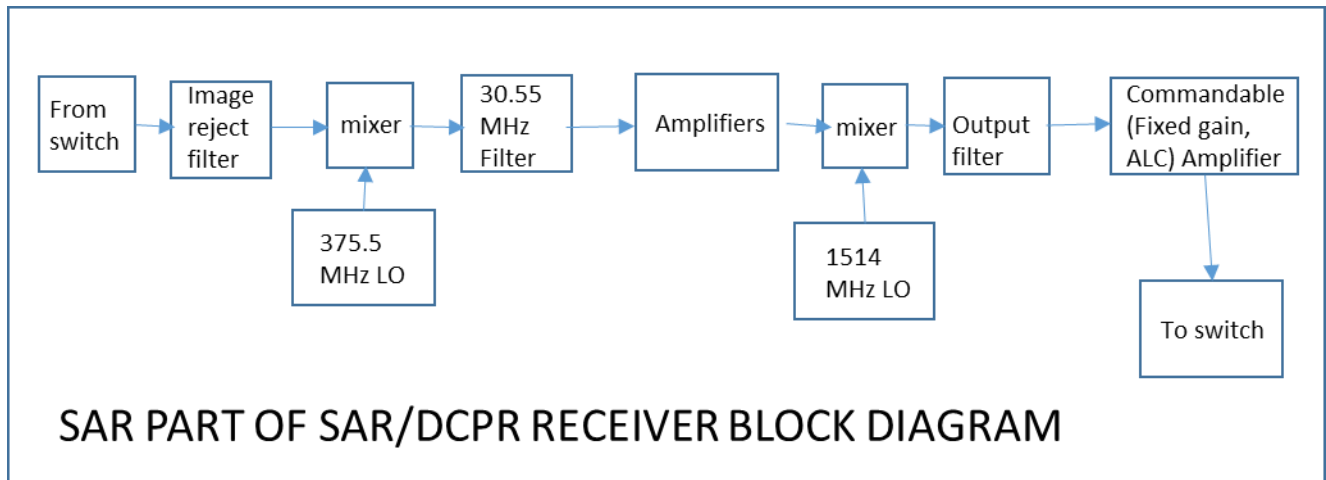 From
switch
Image
reject
filter
mixer
30.55
MHz
Filter
Amplifiers
mixer
Output
filter
Commandable
(Fixed gain,
ALC) Amplifier
375.5
MHz LO
1514
MHz LO
To switch
SAR PART OF SAR/DCPR RECEIVER BLOCK DIAGRAM